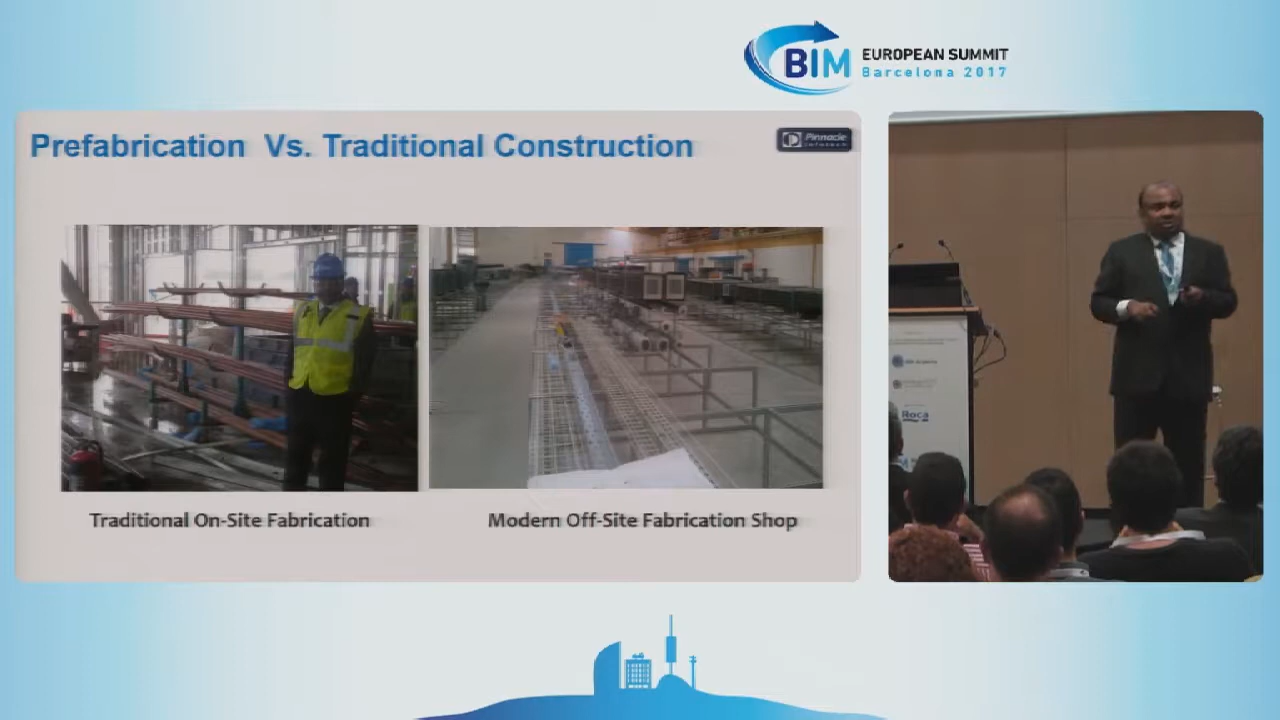 BIM
EUROPEAN SUMMIT
Barcelona 2017
Prefabrication Vs. Traditional Construction
Pinnacle
Traditional On-Site Fabrication
Modern Off-Site Fabrication Shop
Roca